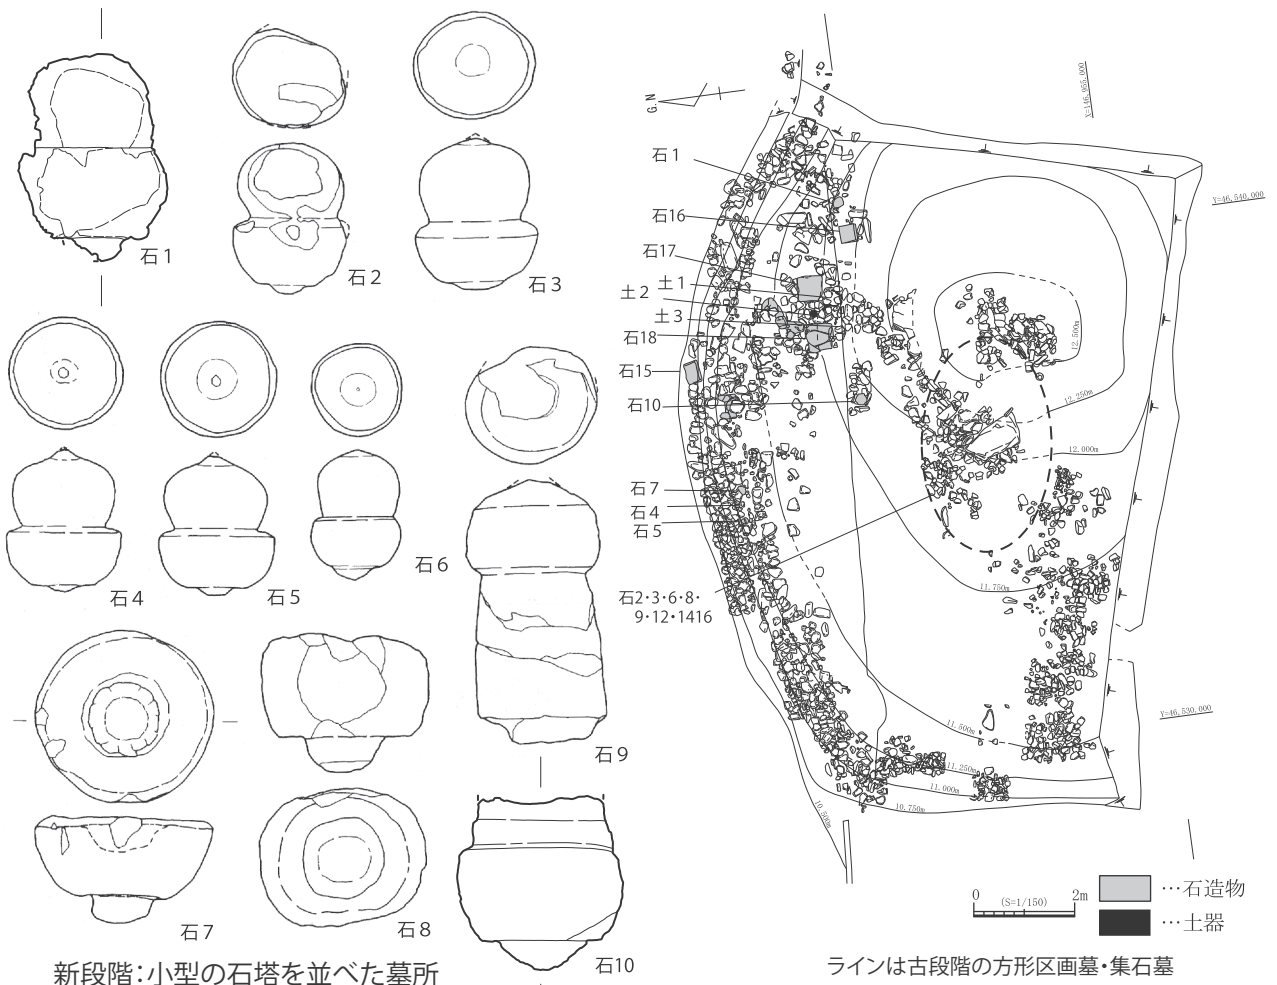 石1
石2
石3
石4
石5
石6
石7
石8
石9
石10
新段階：小型の石塔を並べた墓所
G.N
X=146,955.000
Y=46,540.000
石1
石16
石17
土1
土2
土3
石18
石15
石10
石7
石4
石5
石2・3・6・8・
9・12・1416
12.500m
12.250m
12.000m
11.750m
11.500m
11.250m
11.000m
10.750m
10.500m
Y=46,530.000
0 (S=1/150) 2m
…石造物
…土器
ラインは古段階の方形区画墓・集石墓